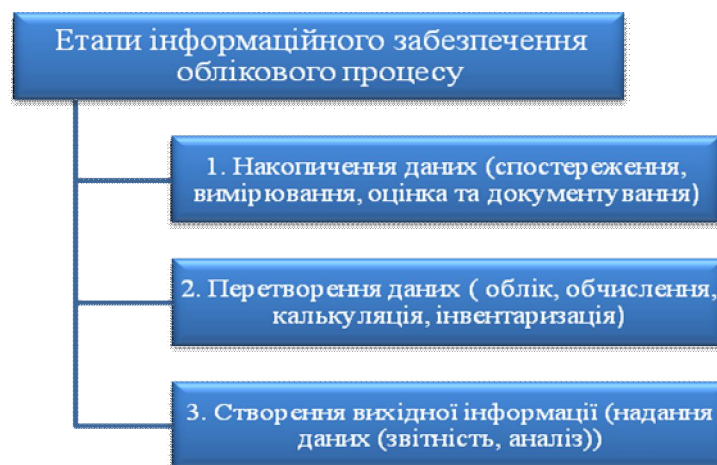 Етапи інформаційного забезпечення
облікового процесу
1. Накопичення даних (спостереження,
вимірювання, оцінка та документування)
2. Перетворення даних ( облік, обчислення,
калькуляція, інвентаризація)
3. Створення вихідної інформації (надання
даних (звітність, аналіз))